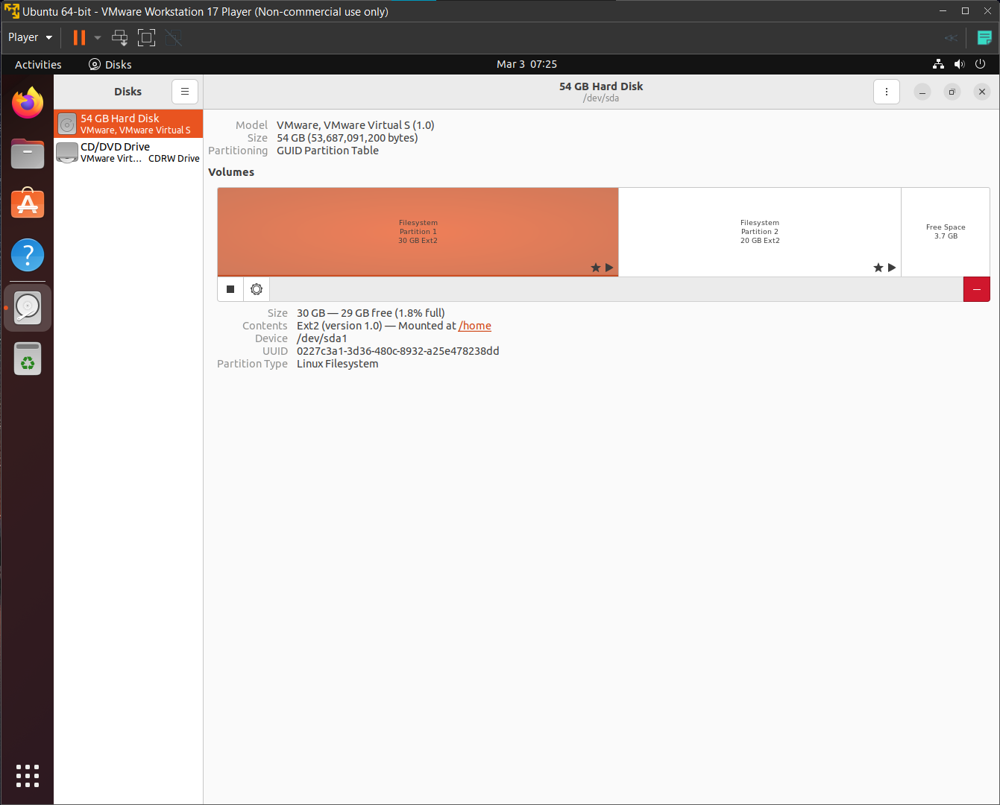 Ubuntu 64-bit - VMware Workstation 17 Player (Non-commercial use only)
Player
Activities
Disks
Mar 3 07:25
Disks
54 GB Hard Disk
/dev/sda
54 GB Hard Disk
VMware, VMware Virtual S
CD/DVD Drive
VMware Virt... CDRW Drive
Model VMware, VMware Virtual S (1.0)
Size 54 GB (53,687,091,200 bytes)
Partitioning GUID Partition Table
Volumes
Filesystem
Partition 1
30 GB Ext2
Filesystem
Partition 2
20 GB Ext2
Free Space
3.7 GB
Size 30 GB — 29 GB free (1.8% full)
Contents Ext2 (version 1.0) — Mounted at /home
Device /dev/sda1
UUID 0227c3a1-3d36-480c-8932-a25e478238dd
Partition Type Linux Filesystem